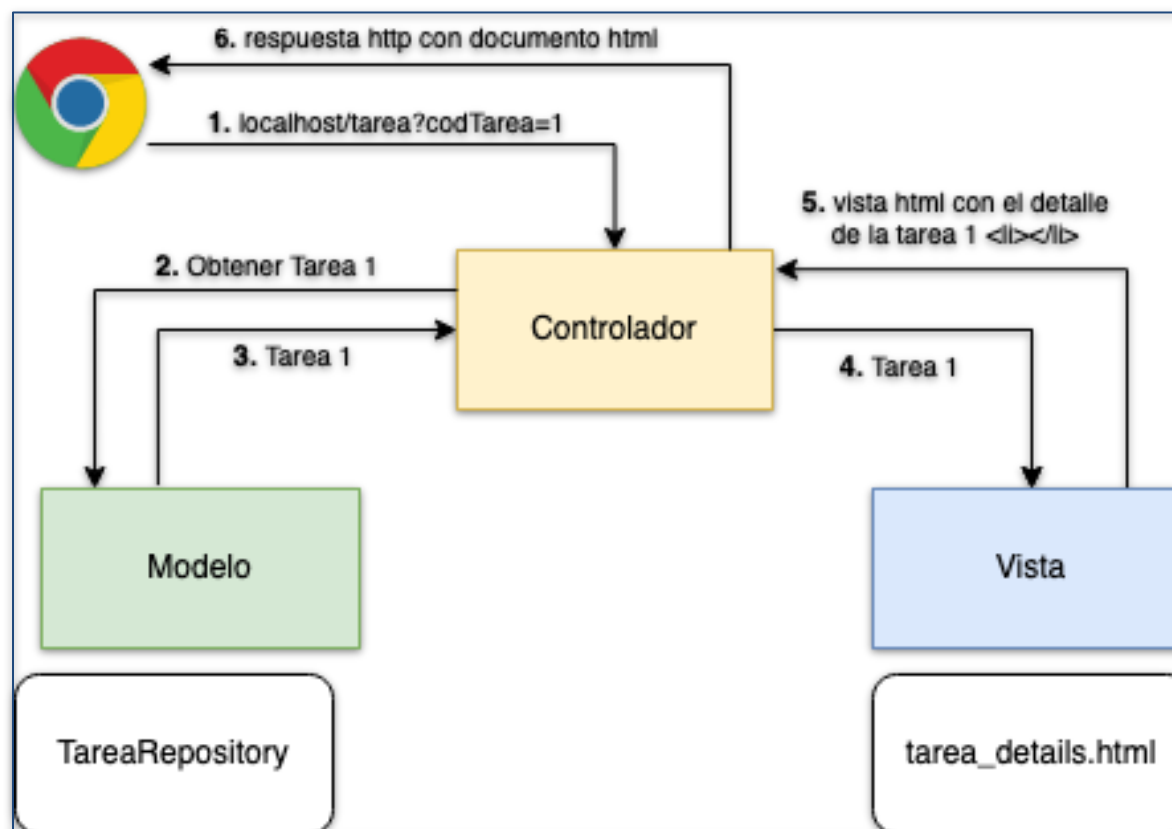 6. respuesta http con documento html
1. localhost/tarea?codTarea=1
5. vista html con el detalle
de la tarea 1 <li></li>
2. Obtener Tarea 1
Controlador
3. Tarea 1
4. Tarea 1
Modelo
Vista
TareaRepository
tarea_details.html